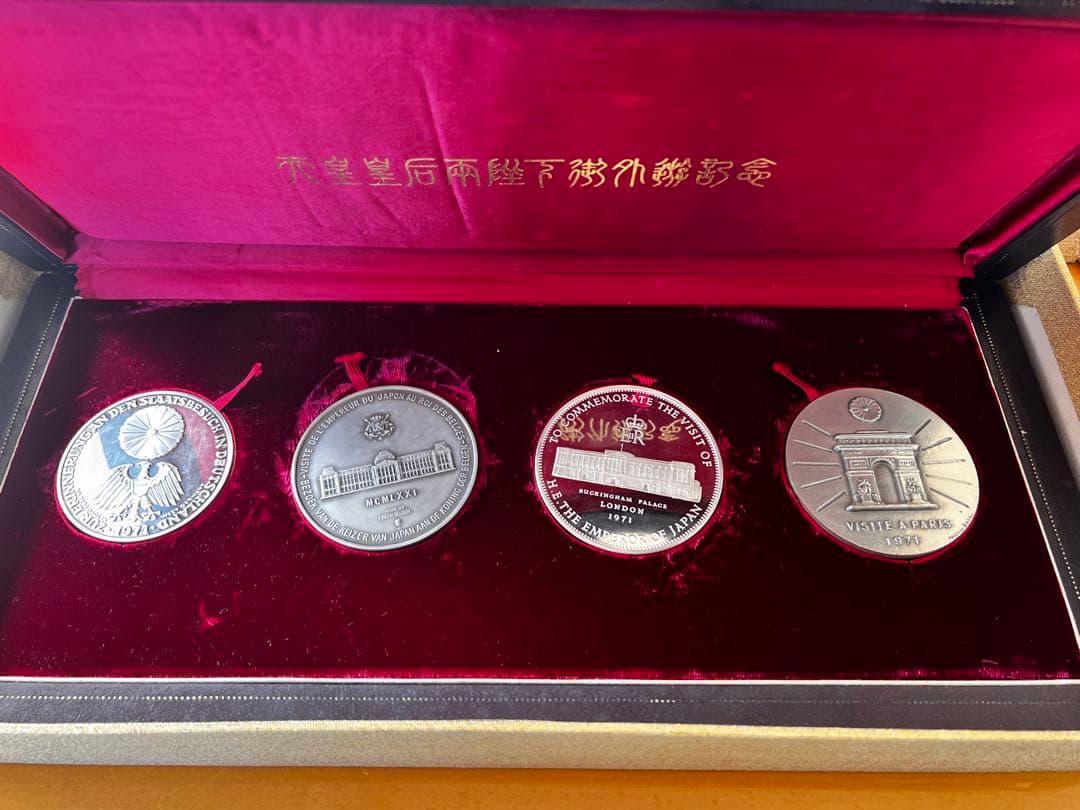 天皇皇后両陛下御外遊記念
ZUR ERINNERUNG AN DEN STAATSBESUCH IN DEUTSCHLAND
1971
VISITE DE L'EMPEREUR DU JAPON AU ROI DES BELGES
BEZOEK VAN DE KEIZER VAN JAPAN AAN DE KONING DER BELGEN
MCMLXXI
TO COMMEMORATE THE VISIT OF
H.E. THE EMPEROR OF JAPAN
ER
BUCKINGHAM PALACE
LONDON
1971
VISITE A PARIS
1971